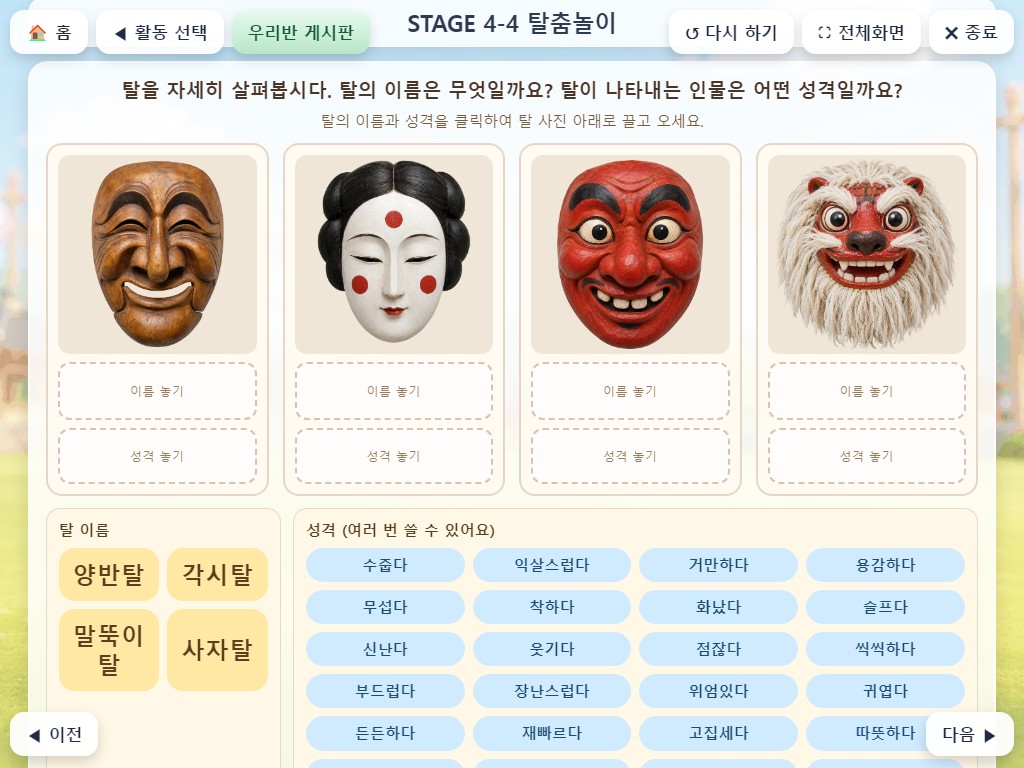 🏠 홈
◀ 활동 선택
우리반 게시판
STAGE 4-4 탈춤놀이
↺ 다시 하기
⛶ 전체화면
✕ 종료
탈을 자세히 살펴봅시다. 탈의 이름은 무엇일까요? 탈이 나타내는 인물은 어떤 성격일까요?
탈의 이름과 성격을 클릭하여 탈 사진 아래로 끌고 오세요.
이름 놓기
이름 놓기
이름 놓기
이름 놓기
성격 놓기
성격 놓기
성격 놓기
성격 놓기
탈 이름
양반탈
각시탈
말뚝이
탈
사자탈
성격 (여러 번 쓸 수 있어요)
수줍다
익살스럽다
거만하다
용감하다
무섭다
착하다
화났다
슬프다
신난다
웃기다
점잖다
씩씩하다
부드럽다
장난스럽다
위엄있다
귀엽다
든든하다
재빠르다
고집세다
따뜻하다
◀ 이전
다음 ▶